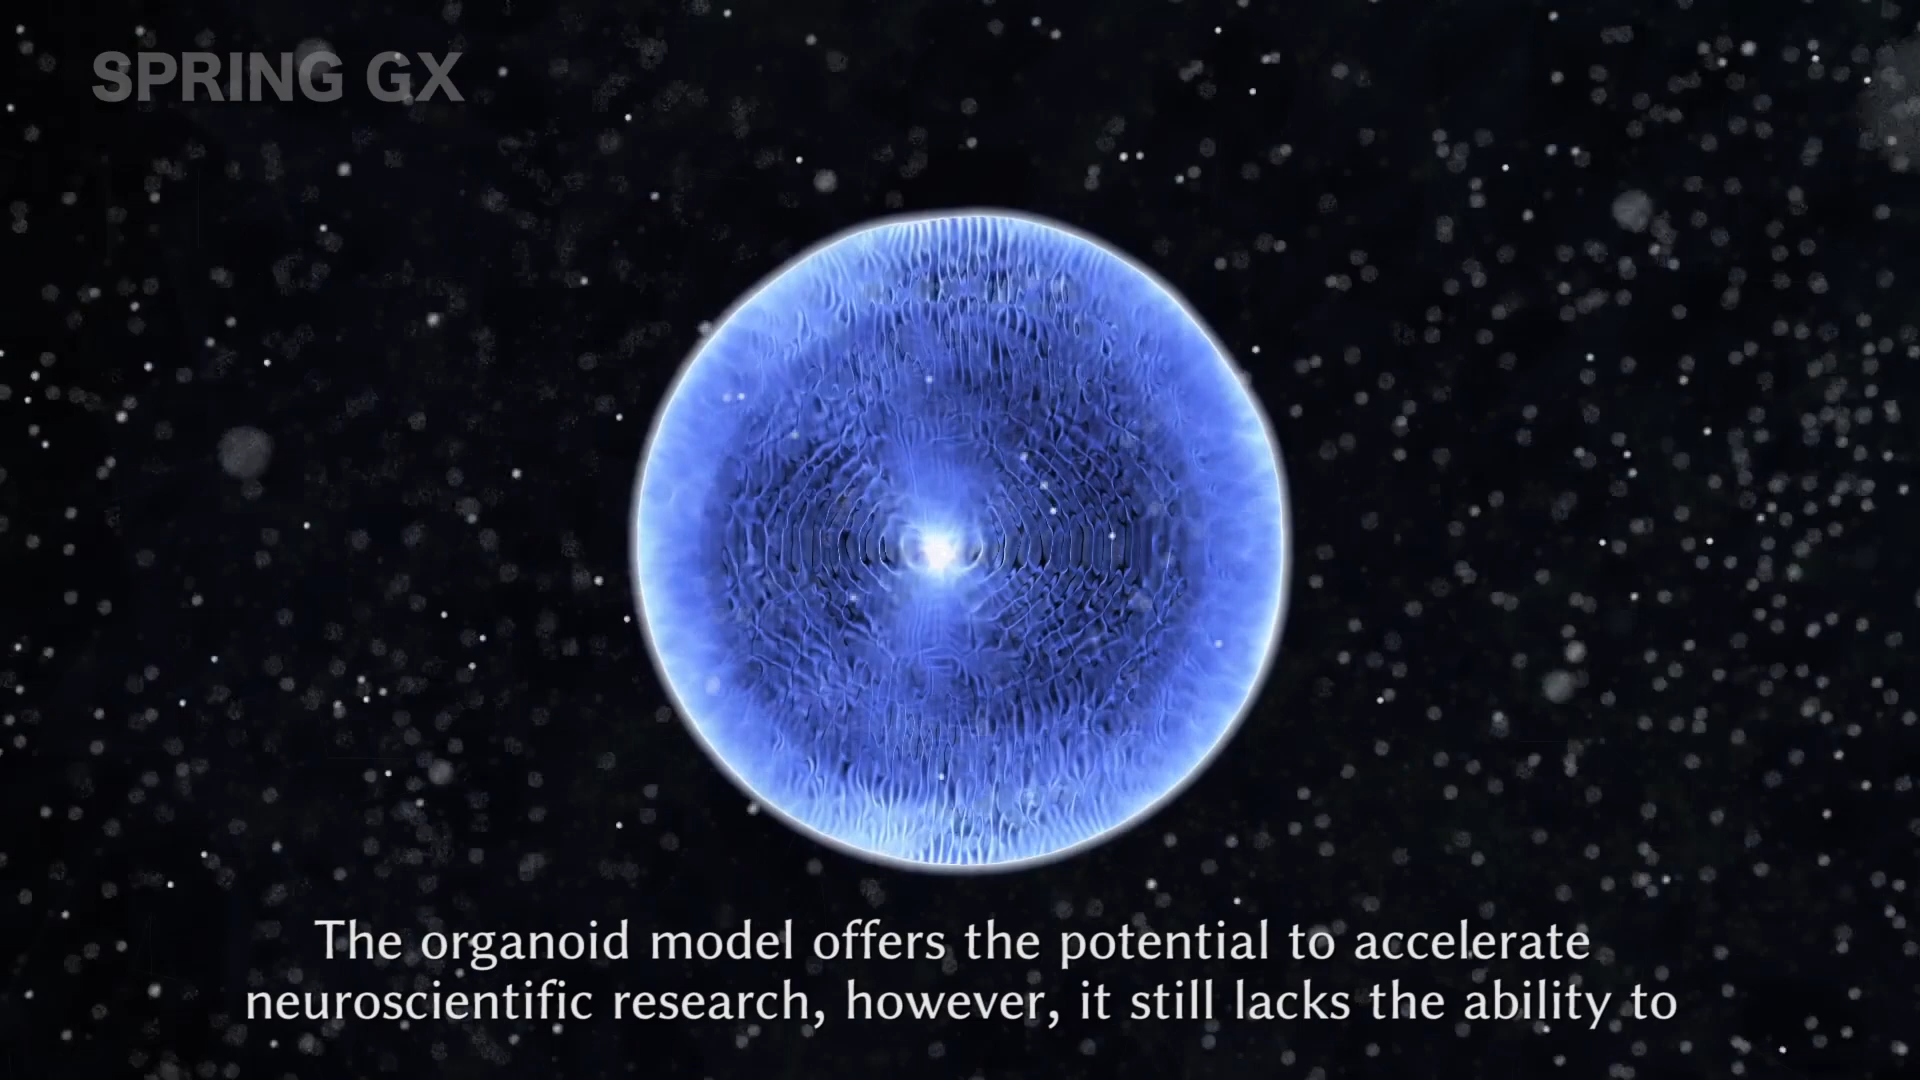 SPRING GX
The organoid model offers the potential to accelerate
neuroscientific research, however, it still lacks the ability to